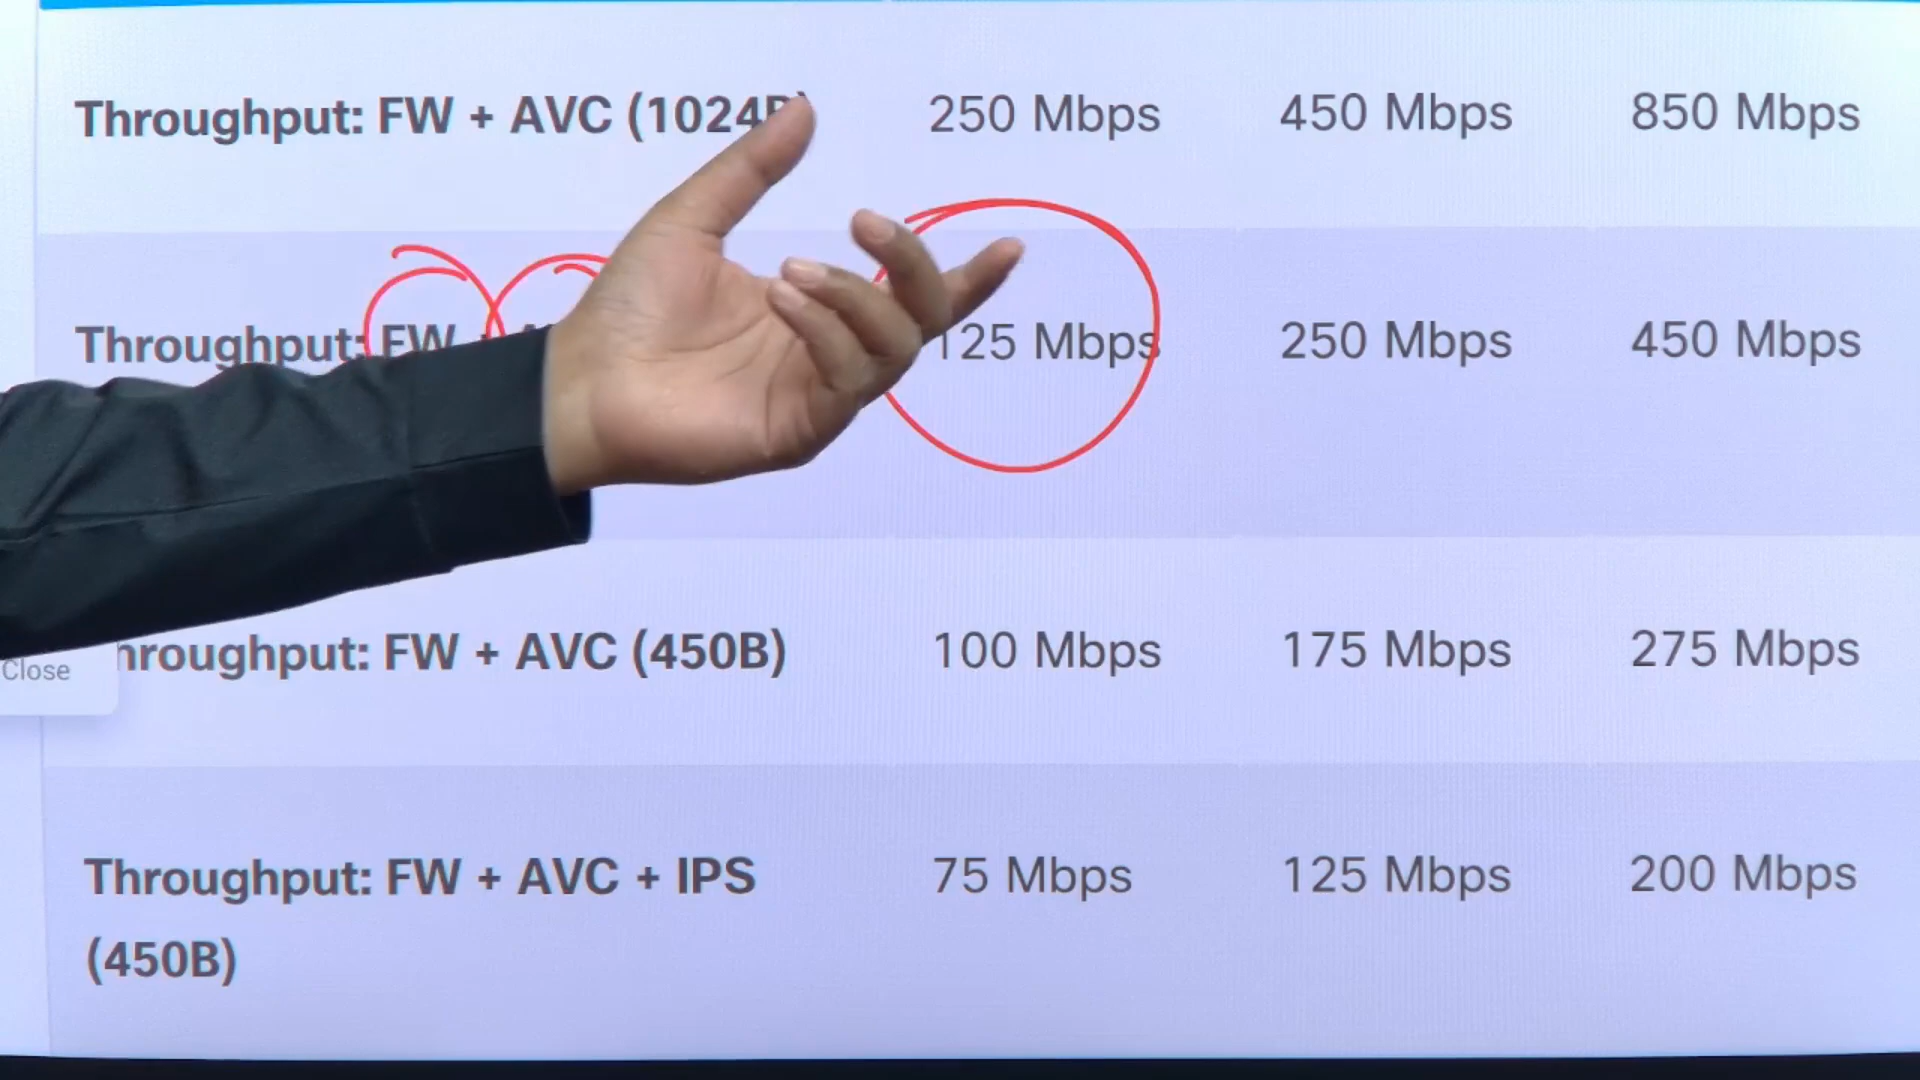 Throughput: FW + AVC (1024B) 250 Mbps 450 Mbps 850 Mbps
Throughput: FW + 125 Mbps 250 Mbps 450 Mbps
Throughput: FW + AVC (450B) 100 Mbps 175 Mbps 275 Mbps
Close
Throughput: FW + AVC + IPS 75 Mbps 125 Mbps 200 Mbps
(450B)